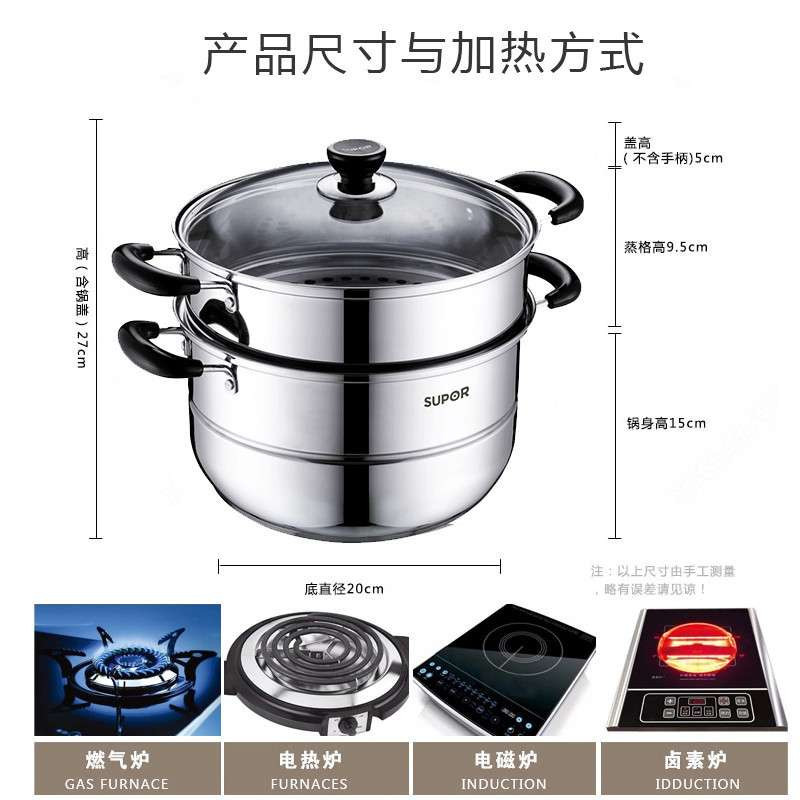 产品尺寸与加热方式
SUPOR
盖高
( 不含手柄)5cm
蒸格高9.5cm
高（含锅盖）27cm
SUPOR
锅身高15cm
底直径20cm
注：以上尺寸由手工测量
，略有误差请见谅！
燃气炉
GAS FURNACE
电热炉
FURNACES
电磁炉
INDUCTION
卤素炉
IDDUCTION